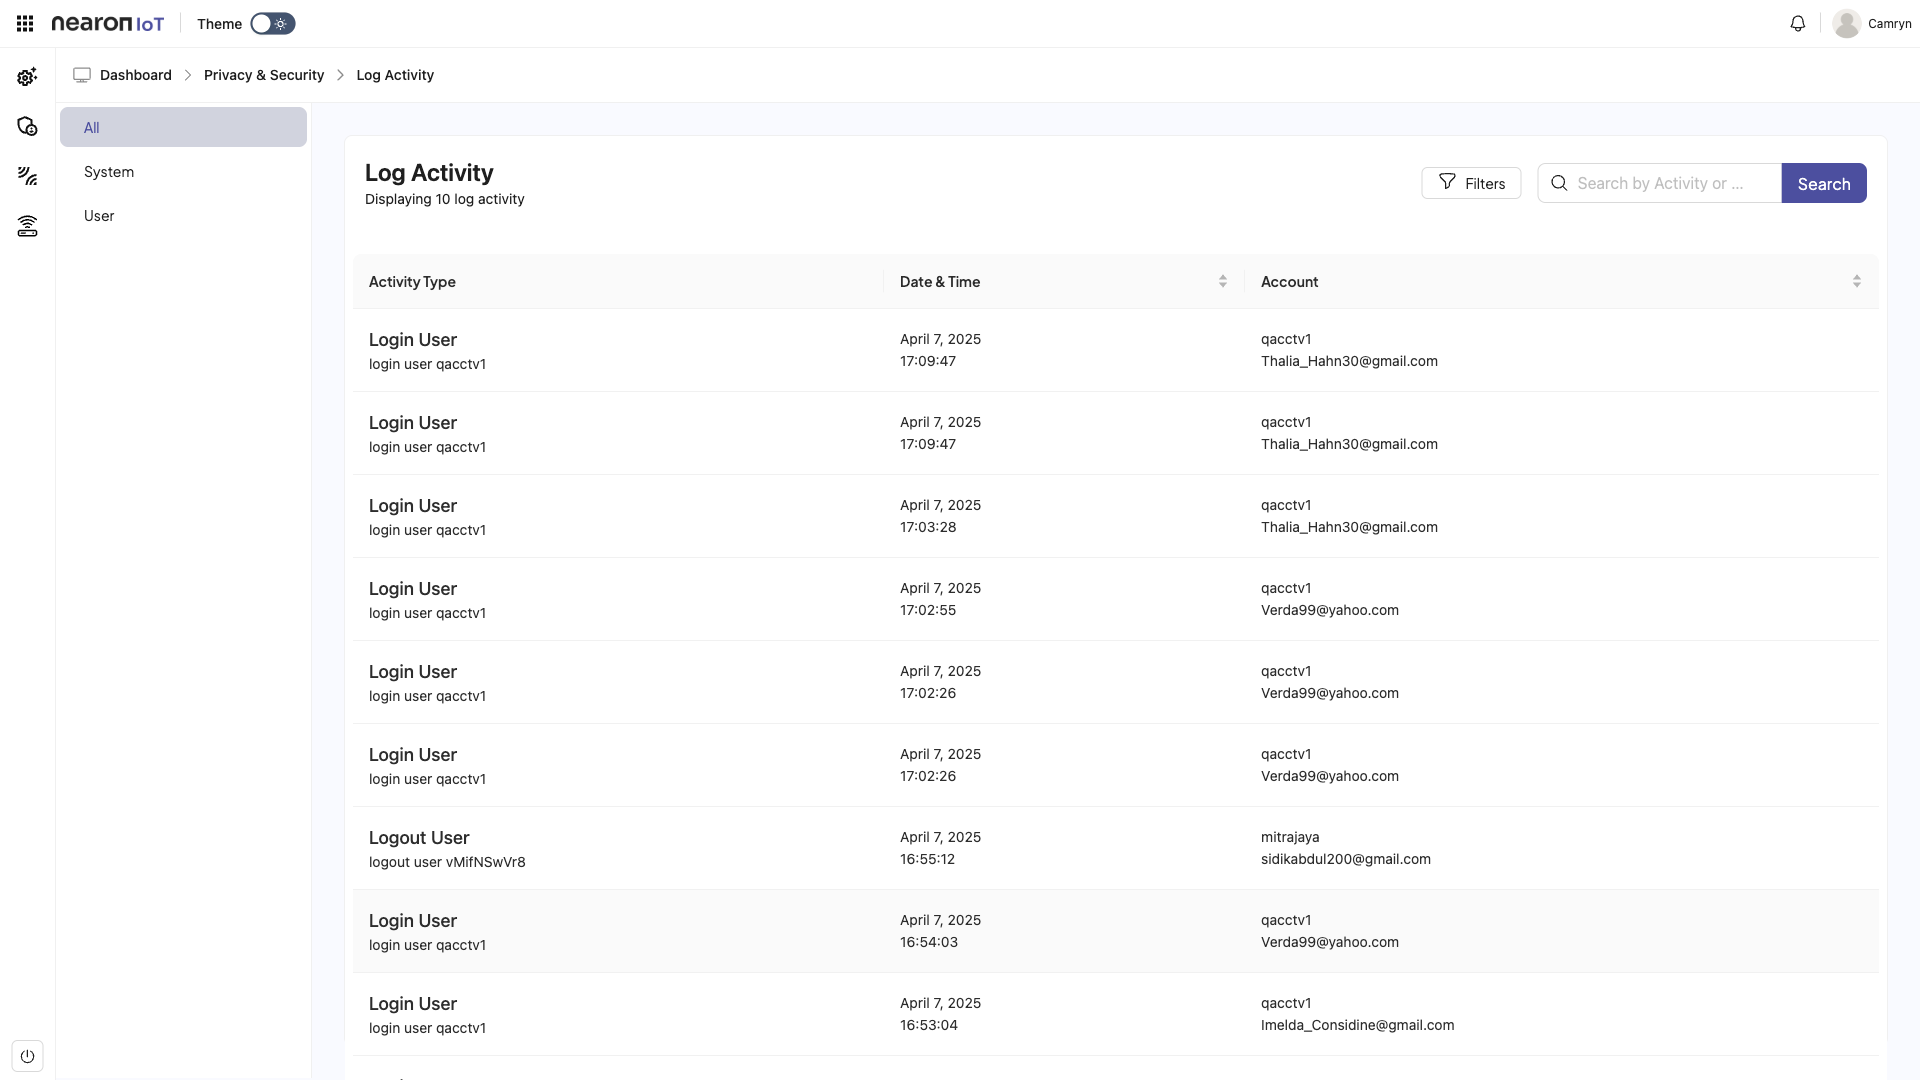 nearon IoT
Theme
Camryn
Dashboard
Privacy & Security
Log Activity
All
System
User
Log Activity
Displaying 10 log activity
Filters
Search by Activity or ...
Search
Activity Type
Date & Time
Account
Login User
login user qacctv1
April 7, 2025
17:09:47
qacctv1
Thalia_Hahn30@gmail.com
Login User
login user qacctv1
April 7, 2025
17:09:47
qacctv1
Thalia_Hahn30@gmail.com
Login User
login user qacctv1
April 7, 2025
17:03:28
qacctv1
Thalia_Hahn30@gmail.com
Login User
login user qacctv1
April 7, 2025
17:02:55
qacctv1
Verda99@yahoo.com
Login User
login user qacctv1
April 7, 2025
17:02:26
qacctv1
Verda99@yahoo.com
Login User
login user qacctv1
April 7, 2025
17:02:26
qacctv1
Verda99@yahoo.com
Logout User
logout user vMifNSwVr8
April 7, 2025
16:55:12
mitrajaya
sidikabdul200@gmail.com
Login User
login user qacctv1
April 7, 2025
16:54:03
qacctv1
Verda99@yahoo.com
Login User
login user qacctv1
April 7, 2025
16:53:04
qacctv1
Imelda_Considine@gmail.com